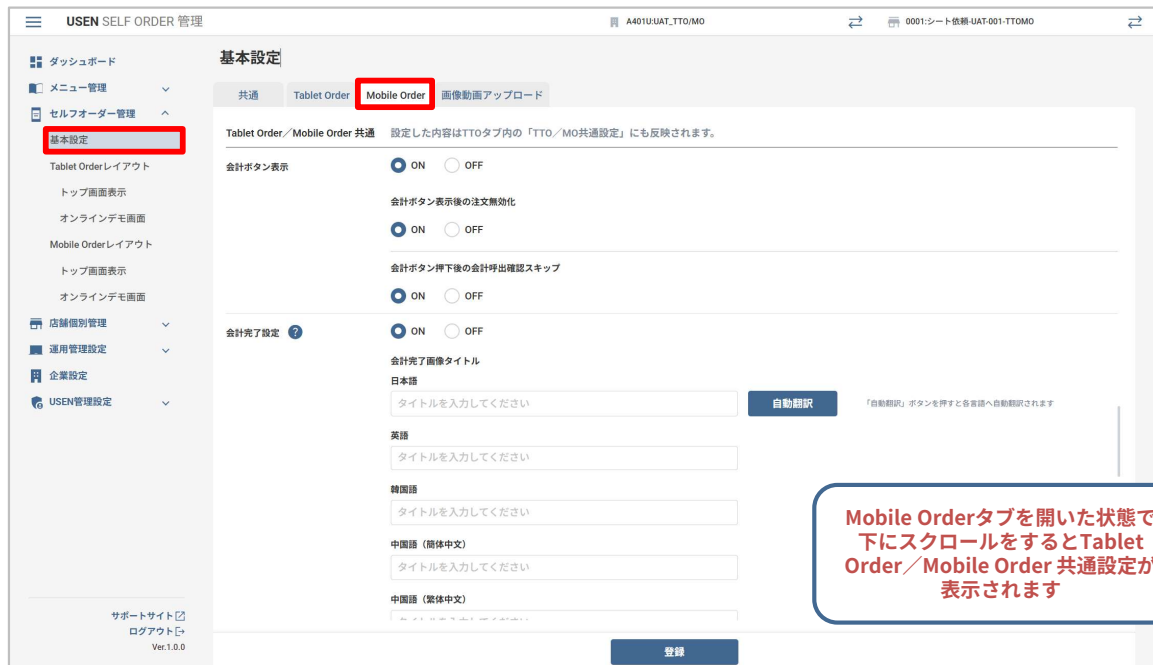 USEN SELF ORDER 管理
A401U:UAT_TTO/MO
0001:シート依頼-UAT-001-TTOMO
ダッシュボード
メニュー管理
セルフオーダー管理
基本設定
Tablet Orderレイアウト
トップ画面表示
オンラインデモ画面
Mobile Orderレイアウト
トップ画面表示
オンラインデモ画面
店舗個別管理
運用管理設定
企業設定
USEN管理設定
サポートサイト
ログアウト
Ver.1.0.0
基本設定
共通 Tablet Order Mobile Order 画像動画アップロード
Tablet Order／Mobile Order 共通 設定した内容はTTOタブ内の「TTO／MO共通設定」にも反映されます。
会計ボタン表示 ON OFF
会計ボタン表示後の注文無効化
ON OFF
会計ボタン押下後の会計呼出確認スキップ
ON OFF
会計完了設定 ? ON OFF
会計完了画像タイトル
日本語
タイトルを入力してください 自動翻訳 「自動翻訳」ボタンを押すと各言語へ自動翻訳されます
英語
タイトルを入力してください
韓国語
タイトルを入力してください
中国語（簡体中文）
タイトルを入力してください
中国語（繁体中文）
登録
Mobile Orderタブを開いた状態で
下にスクロールをするとTablet
Order／Mobile Order 共通設定が
表示されます